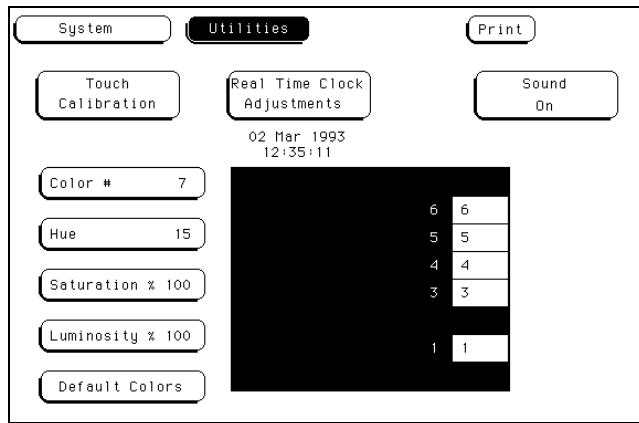 System Utilities Print
Touch Calibration
Real Time Clock Adjustments
Sound On
02 Mar 1993
12:35:11
Color # 7
Hue 15
Saturation % 100
Luminosity % 100
Default Colors
6 6
5 5
4 4
3 3
1 1